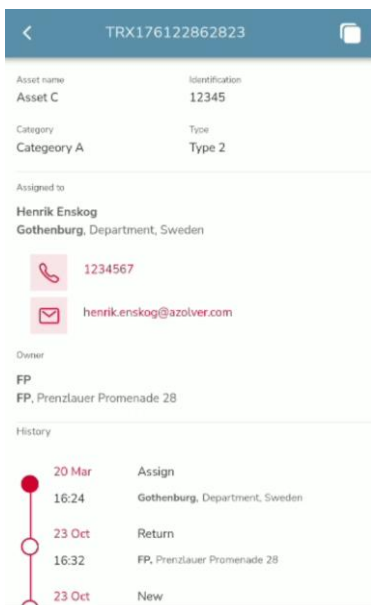 TRX176122862823
Asset name Identification
Asset C 12345
Category Type
Categeory A Type 2
Assigned to
Henrik Enskog
Gothenburg, Department, Sweden
1234567
henrik.enskog@azolver.com
Owner
FP
FP, Prenzlauer Promenade 28
History
20 Mar Assign
16:24 Gothenburg, Department, Sweden
23 Oct Return
16:32 FP, Prenzlauer Promenade 28
23 Oct New